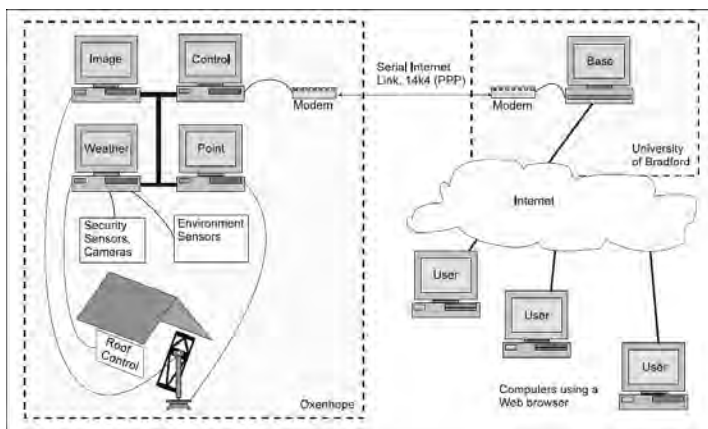 Image
Control
Modem
Serial Internet
Link, 14k4 (PPP)
Modem
Base
University
of Bradford
Weather
Point
Security
Sensors,
Cameras
Environment
Sensors
Roof
Control
Oxenhope
Internet
User
User
User
Computers using a
Web browser